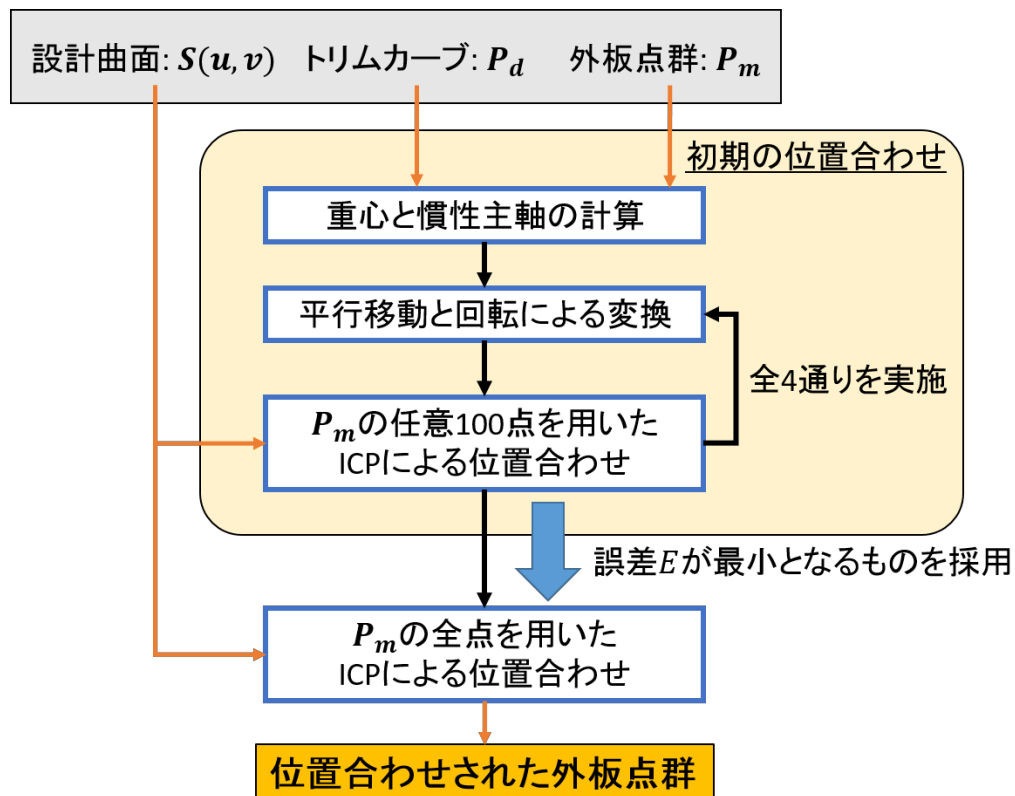 設計曲面: S(u, v) トリムカーブ: P_d 外板点群: P_m
初期の位置合わせ
重心と慣性主軸の計算
平行移動と回転による変換
全4通りを実施
P_mの任意100点を用いた
ICPによる位置合わせ
誤差Eが最小となるものを採用
P_mの全点を用いた
ICPによる位置合わせ
位置合わせされた外板点群